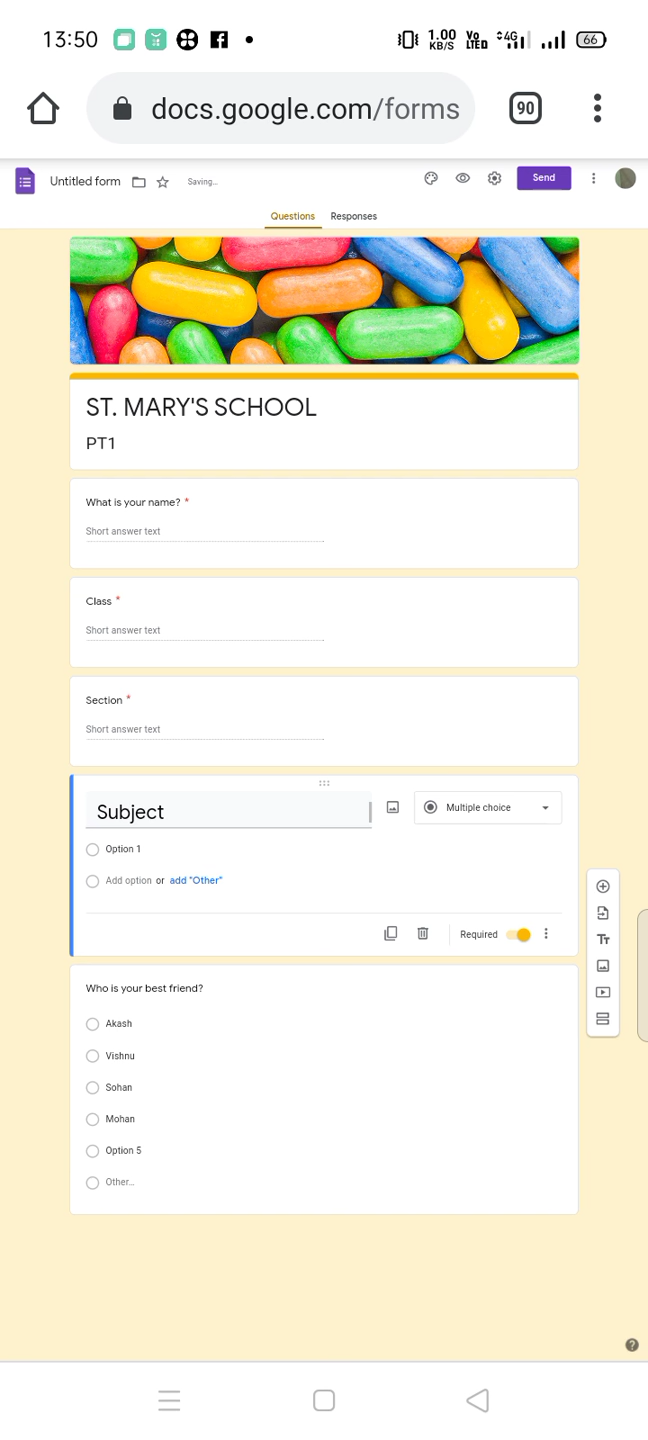 13:50
1.00
KB/S
Vo
LTED
4G
66
docs.google.com/forms
90
Untitled form
Saving...
Send
Questions
Responses
ST. MARY'S SCHOOL
PT1
What is your name? *
Short answer text
Class *
Short answer text
Section *
Short answer text
Subject
Multiple choice
Option 1
Add option or add "Other"
Required
TT
Who is your best friend?
Akash
Vishnu
Sohan
Mohan
Option 5
Other...